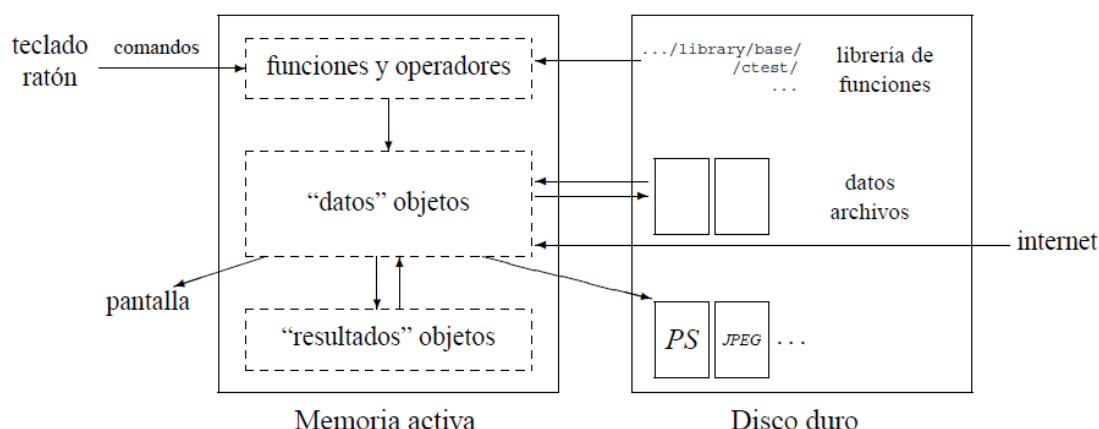 teclado
ratón
comandos
funciones y operadores
.../library/base/
/ctest/
...
librería de
funciones
“datos” objetos
datos
archivos
internet
pantalla
“resultados” objetos
PS
JPEG
...
Memoria activa
Disco duro